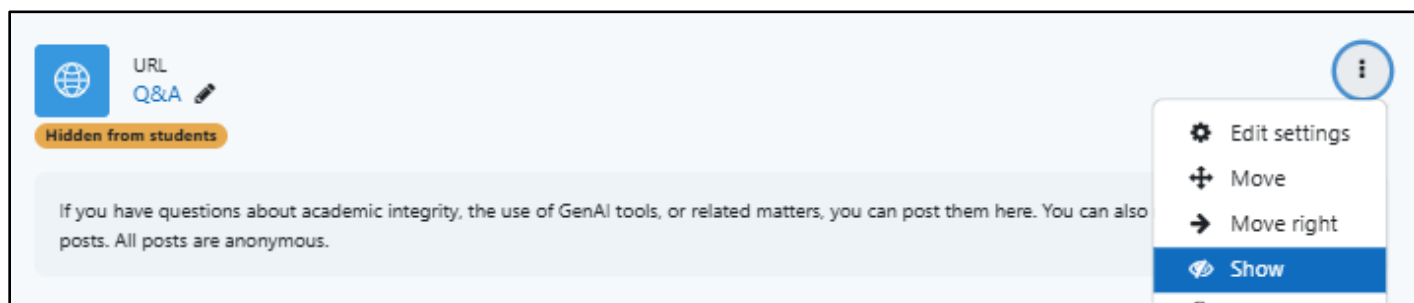 URL
Q&A
Hidden from students
Edit settings
Move
Move right
Show
If you have questions about academic integrity, the use of GenAI tools, or related matters, you can post them here. You can also
posts. All posts are anonymous.